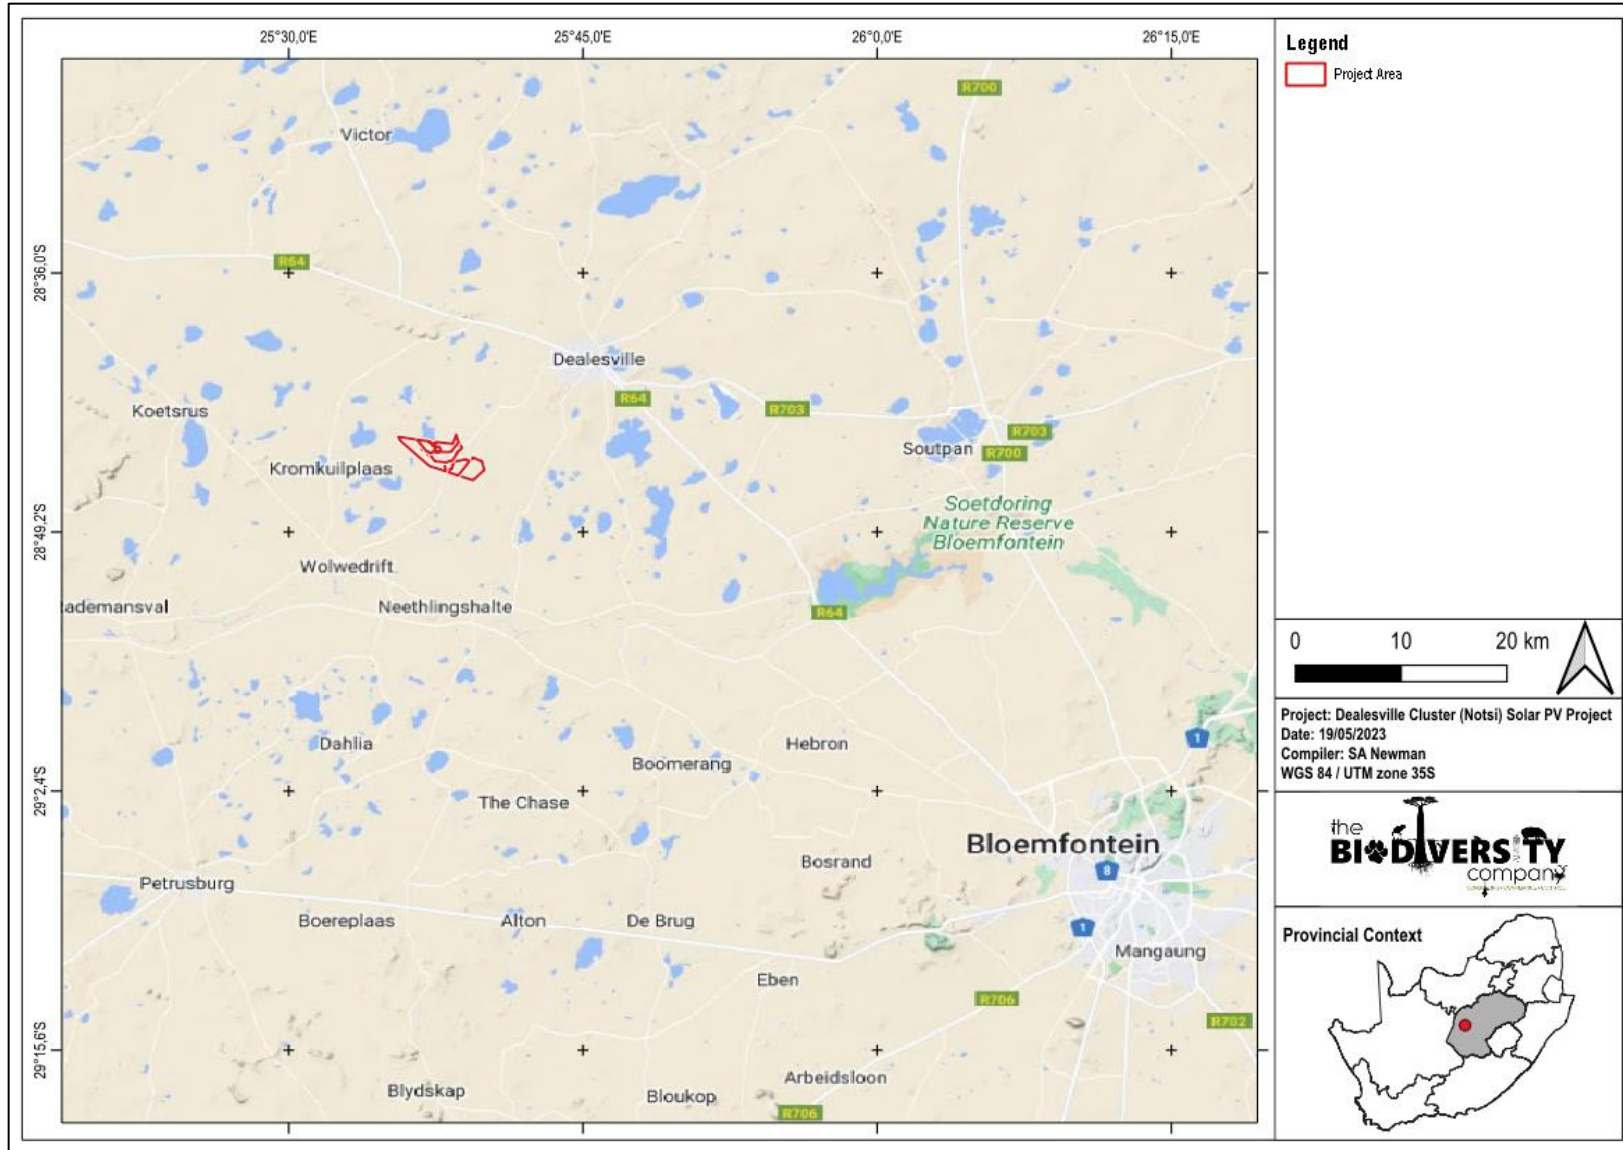 25°30,0'E
25°45,0'E
26°0,0'E
26°15,0'E
28°36,0'S
28°49,2'S
29°2,4'S
29°15,6'S
R700
Victor
R64
Dealesville
R64
R703
Koetsrus
R703
Soutpan
R700
Kromkuilplaas
Soetdoring
Nature Reserve
Bloemfontein
Wolwedrift
ademansval
Neethlingshalte
R64
Dahlia
Hebron
1
Boomerang
The Chase
Bloemfontein
Bosrand
8
Petrusburg
Boereplaas
Alton
De Brug
1
Mangaung
Eben
R706
R702
Arbeidsloon
Blydskap
Bloukop
R706
Legend
Project Area
0 10 20 km
Project: Dealesville Cluster (Notsi) Solar PV Project
Date: 19/05/2023
Compiler: SA Newman
WGS 84 / UTM zone 35S
the
BIODIVERSITY
company
Provincial Context